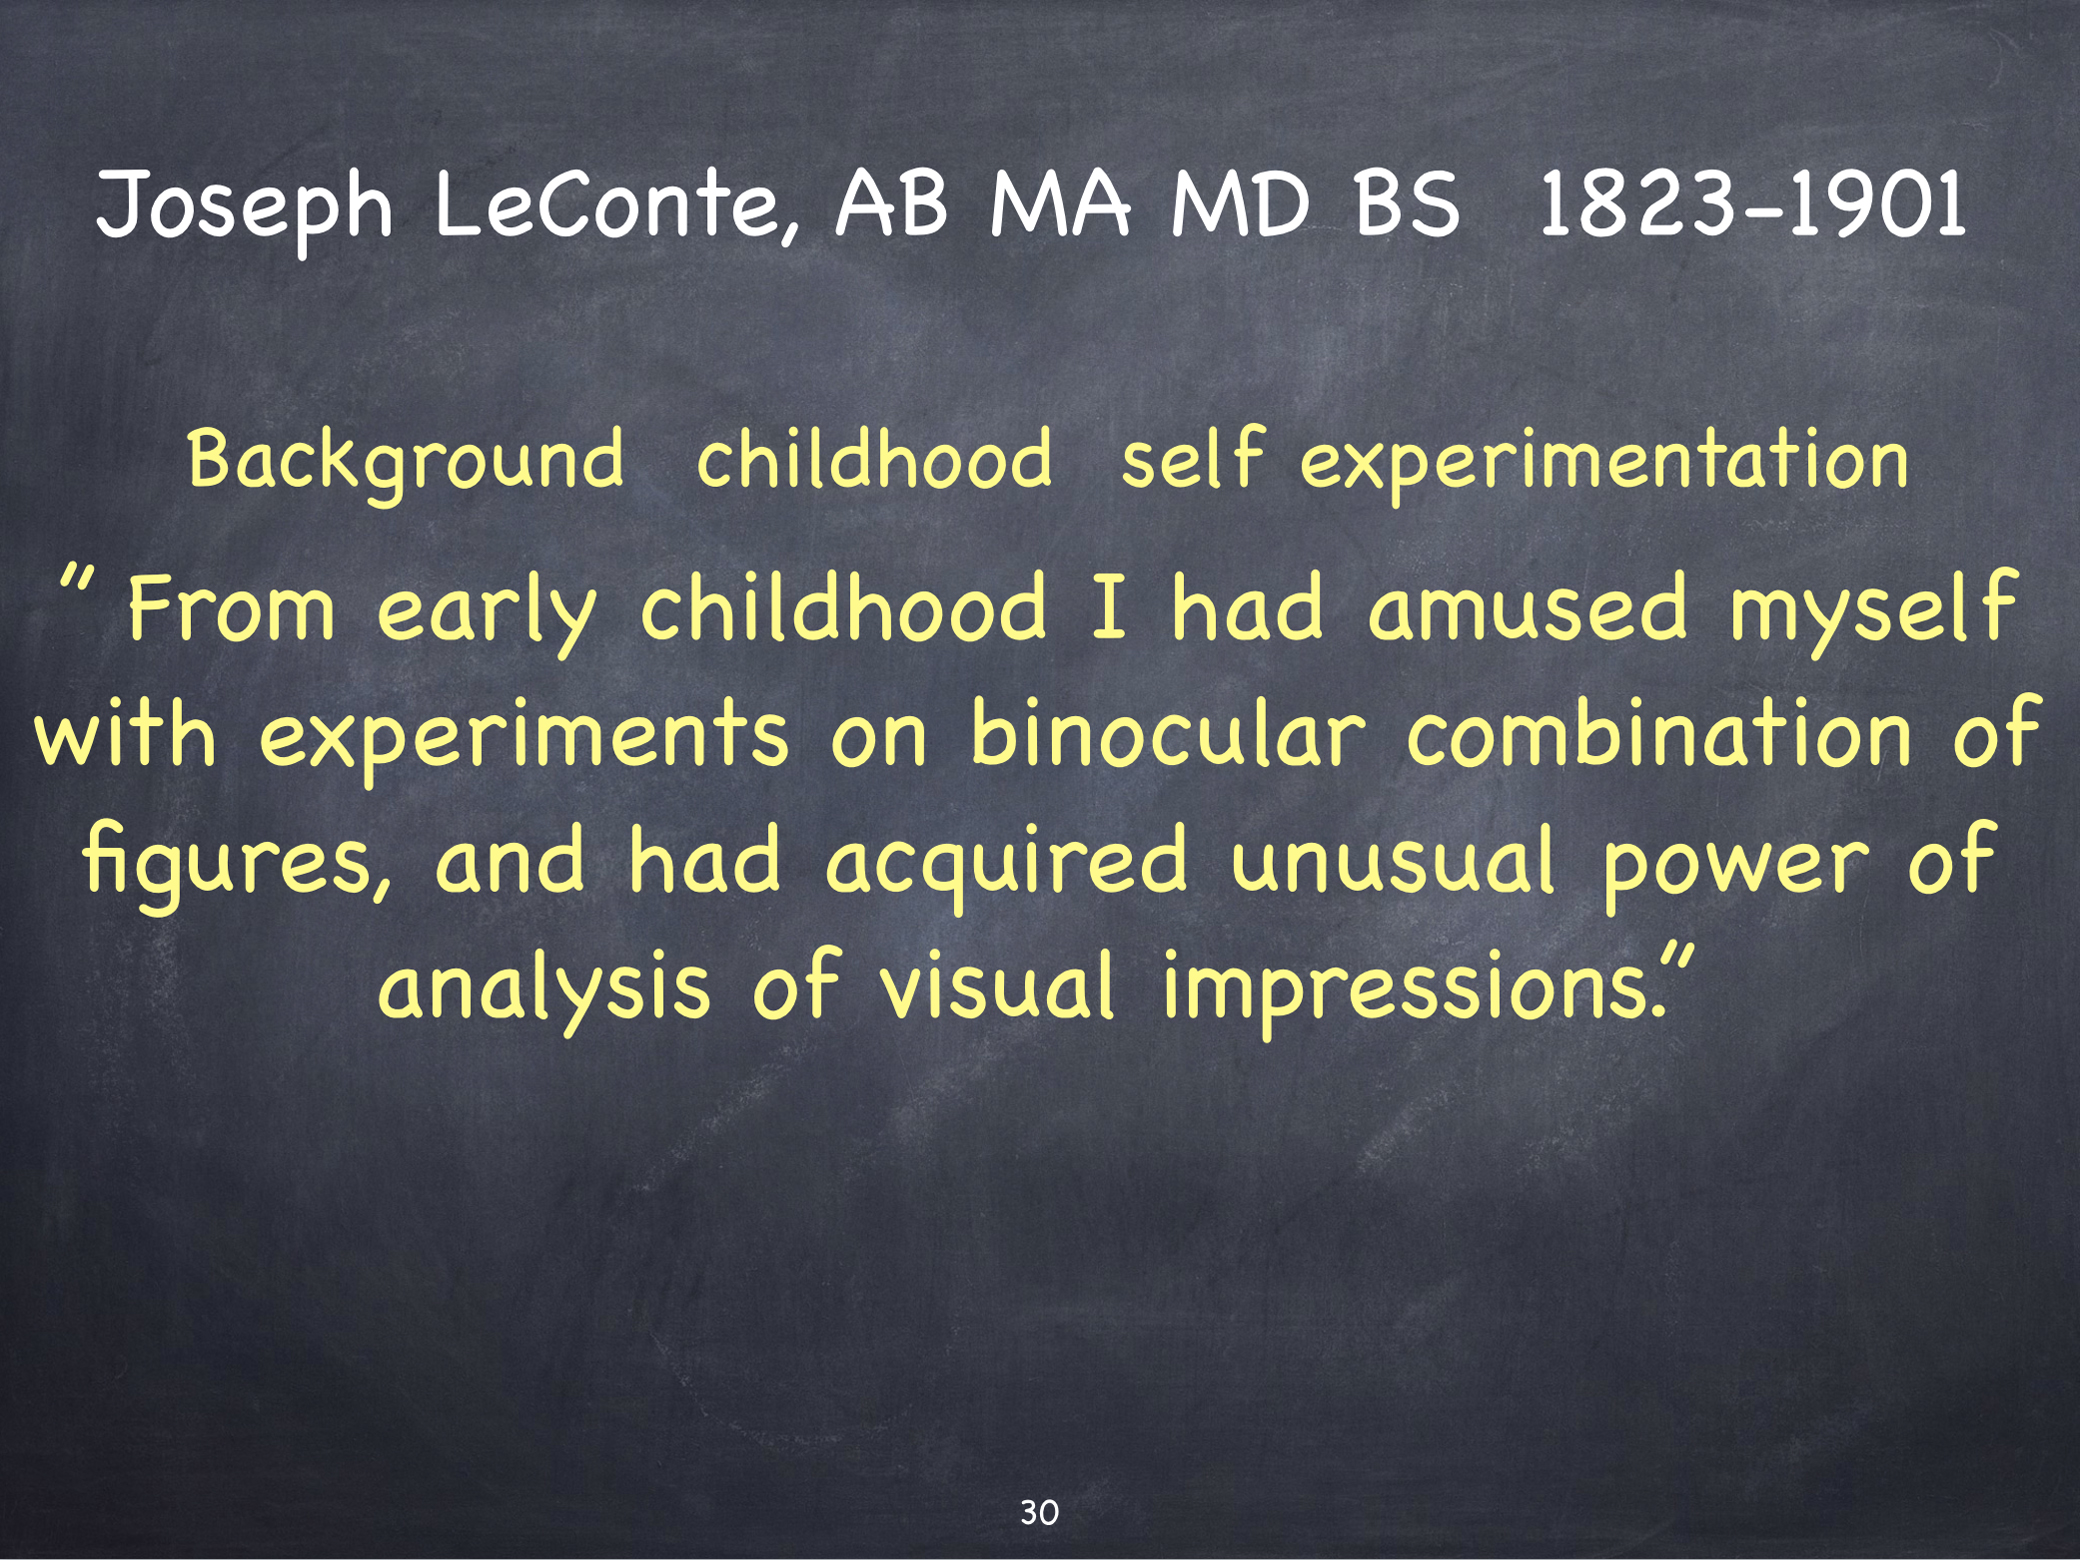 Joseph LeConte, AB MA MD BS 1823-1901
Background childhood self experimentation
" From early childhood I had amused myself
with experiments on binocular combination of
figures, and had acquired unusual power of
analysis of visual impressions."
30